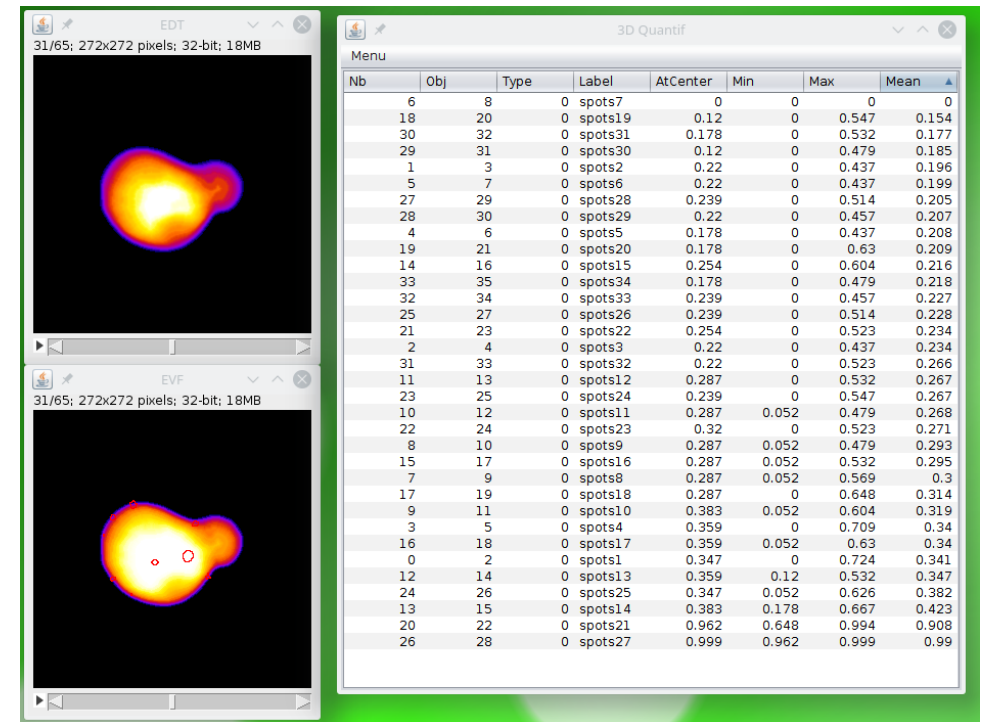 EDT
31/65; 272x272 pixels; 32-bit; 18MB
EVF
31/65; 272x272 pixels; 32-bit; 18MB
3D Quantif
Menu
Nb Obj Type Label AtCenter Min Max Mean
6 8 0 spots7 0 0 0 0
18 20 0 spots19 0.12 0 0.547 0.154
30 32 0 spots31 0.178 0 0.532 0.177
29 31 0 spots30 0.12 0 0.479 0.185
1 3 0 spots2 0.22 0 0.437 0.196
5 7 0 spots6 0.22 0 0.437 0.199
27 29 0 spots28 0.239 0 0.514 0.205
28 30 0 spots29 0.22 0 0.457 0.207
4 6 0 spots5 0.178 0 0.437 0.208
19 21 0 spots20 0.178 0 0.63 0.209
14 16 0 spots15 0.254 0 0.604 0.216
33 35 0 spots34 0.178 0 0.479 0.218
32 34 0 spots33 0.239 0 0.457 0.227
25 27 0 spots26 0.239 0 0.514 0.228
21 23 0 spots22 0.254 0 0.523 0.234
2 4 0 spots3 0.22 0 0.437 0.234
31 33 0 spots32 0.22 0 0.523 0.266
11 13 0 spots12 0.287 0 0.532 0.267
23 25 0 spots24 0.239 0 0.547 0.267
10 12 0 spots11 0.287 0.052 0.479 0.268
22 24 0 spots23 0.32 0 0.523 0.271
8 10 0 spots9 0.287 0.052 0.479 0.293
15 17 0 spots16 0.287 0.052 0.532 0.295
7 9 0 spots8 0.287 0.052 0.569 0.3
17 19 0 spots18 0.287 0 0.648 0.314
9 11 0 spots10 0.383 0.052 0.604 0.319
3 5 0 spots4 0.359 0 0.709 0.34
16 18 0 spots17 0.359 0.052 0.63 0.34
0 2 0 spots1 0.347 0 0.724 0.341
12 14 0 spots13 0.359 0.12 0.532 0.347
24 26 0 spots25 0.347 0.052 0.626 0.382
13 15 0 spots14 0.383 0.178 0.667 0.423
20 22 0 spots21 0.962 0.648 0.994 0.908
26 28 0 spots27 0.999 0.962 0.999 0.99